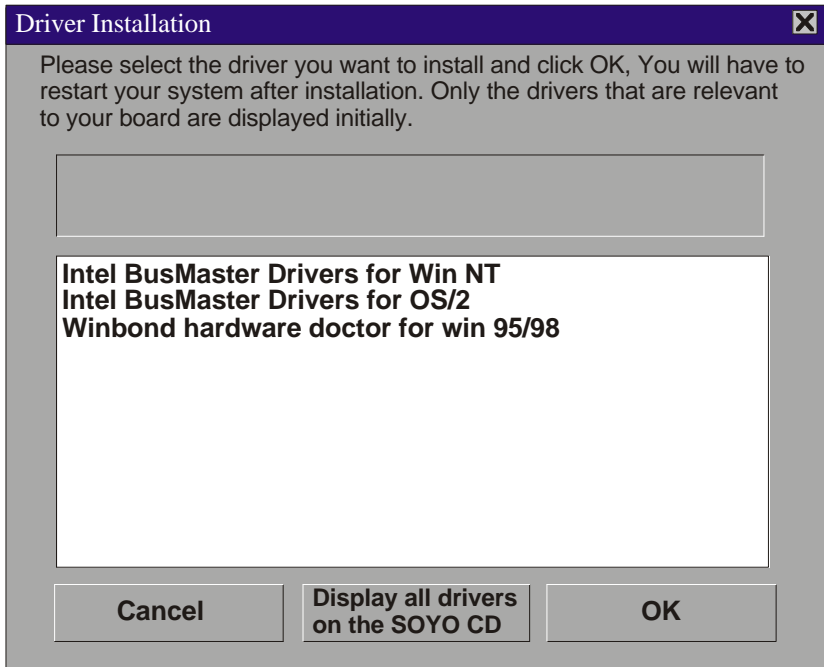 Driver Installation
Please select the driver you want to install and click OK, You will have to
restart your system after installation. Only the drivers that are relevant
to your board are displayed initially.
Intel BusMaster Drivers for Win NT
Intel BusMaster Drivers for OS/2
Winbond hardware doctor for win 95/98
Cancel
Display all drivers
on the SOYO CD
OK